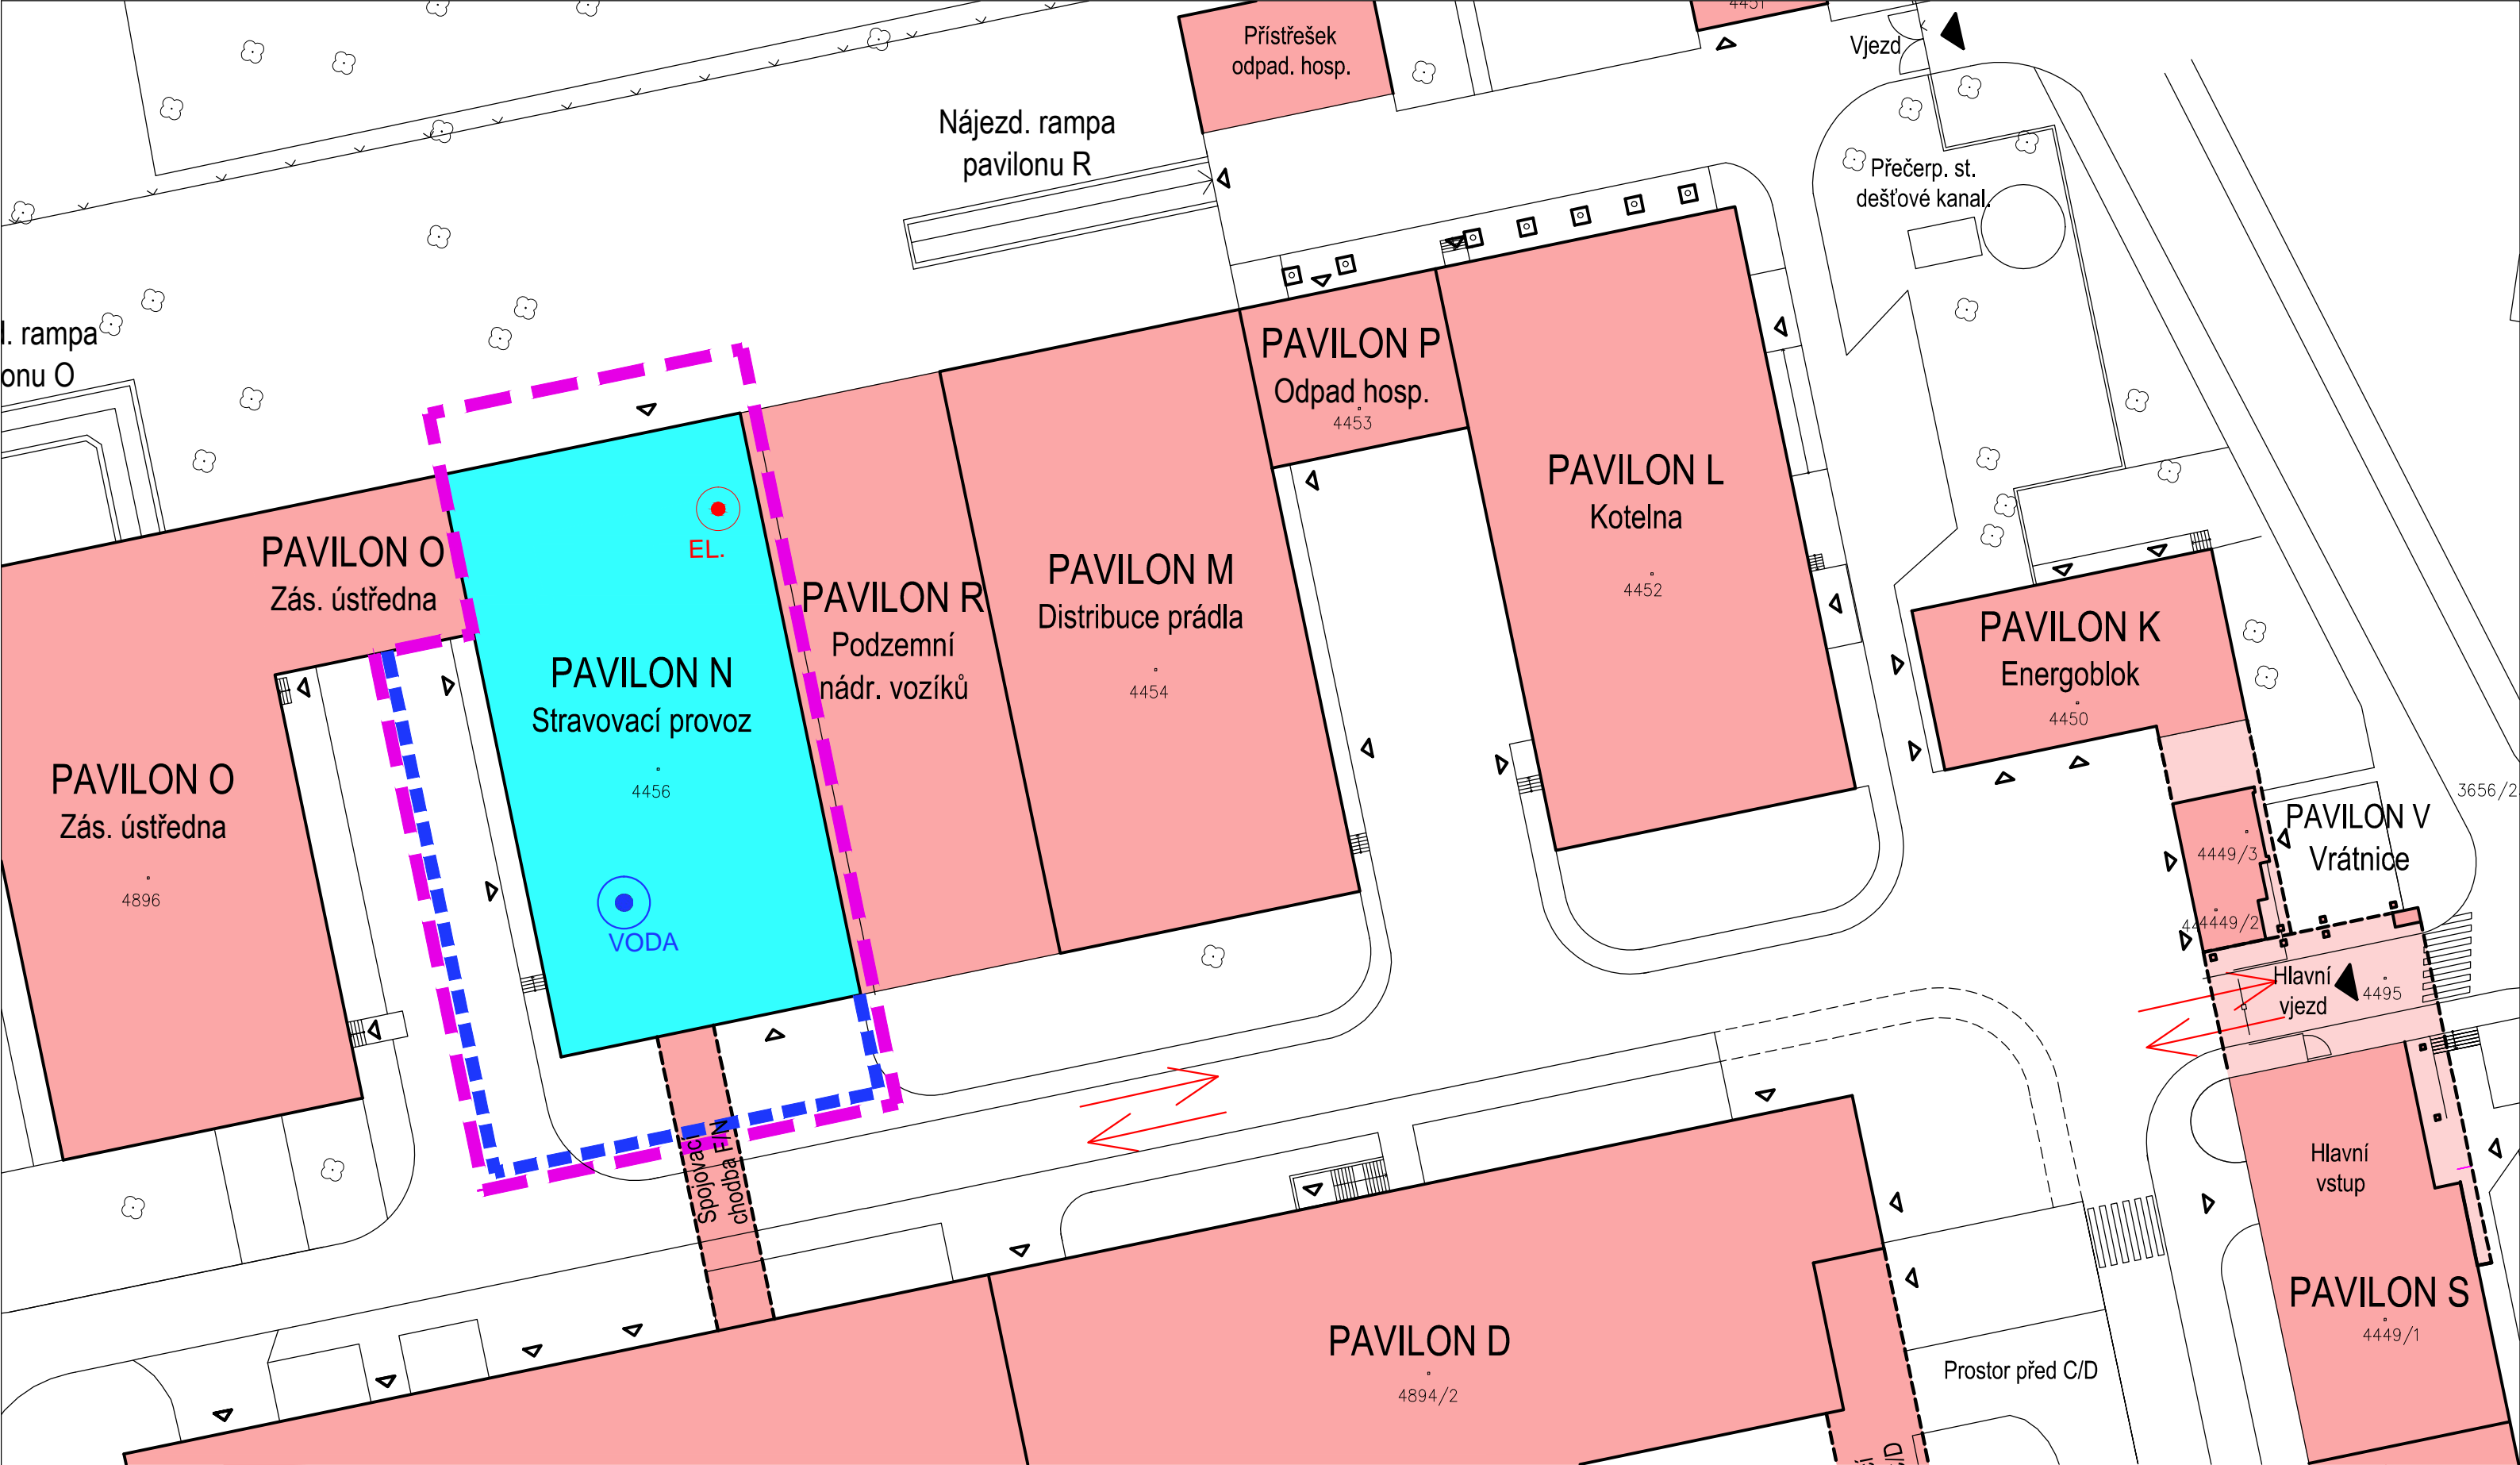 4451
Přístřešek
odpad. hosp.
Vjezd
Nájezd. rampa
pavilonu R
Přečerp. st.
dešťové kanal.
rampa
onu O
PAVILON P
Odpad hosp.
4453
PAVILON L
Kotelna
4452
PAVILON O
Zás. ústředna
EL.
PAVILON R
Podzemní
nádr. vozíků
PAVILON M
Distribuce prádla
4454
PAVILON K
Energoblok
4450
PAVILON N
Stravovací provoz
4456
VODA
PAVILON O
Zás. ústředna
4896
3656/2
PAVILON V
Vrátnice
4449/3
4449/2
Hlavní
vjezd
4495
Spojovací
chodba F/N
Hlavní
vstup
PAVILON S
4449/1
PAVILON D
4894/2
Prostor před C/D